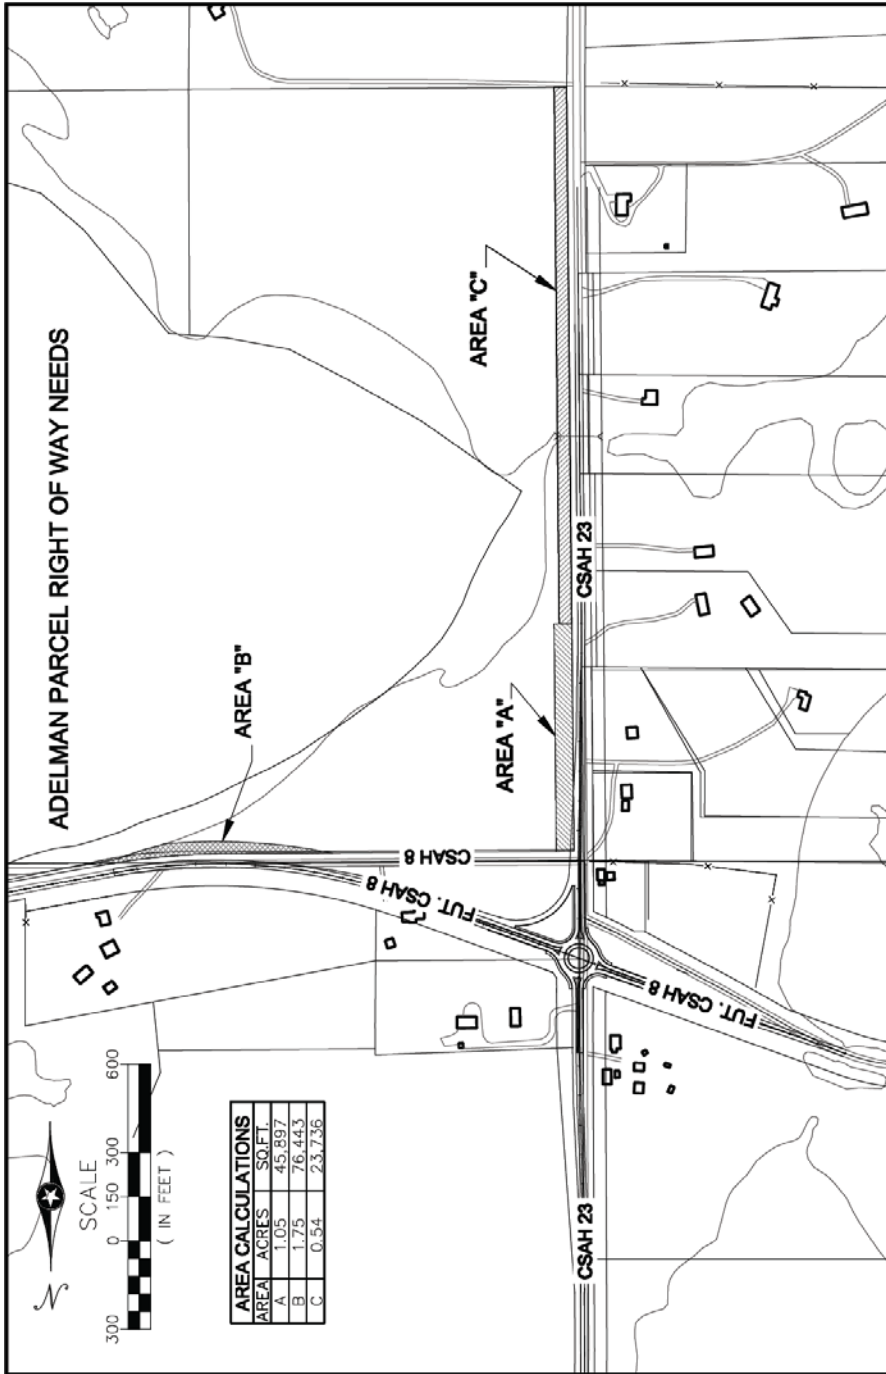 ADELMAN PARCEL RIGHT OF WAY NEEDS
AREA "B"
AREA "C"
AREA "A"
CSAH 8
FUT. CSAH 8
CSAH 23
FUT. CSAH 8
CSAH 23
N
SCALE
300 0 150 300 600
( IN FEET )
AREA CALCULATIONS
AREA ACRES SQ.FT.
A 1.05 45,897
B 1.75 76,443
C 0.54 23,736